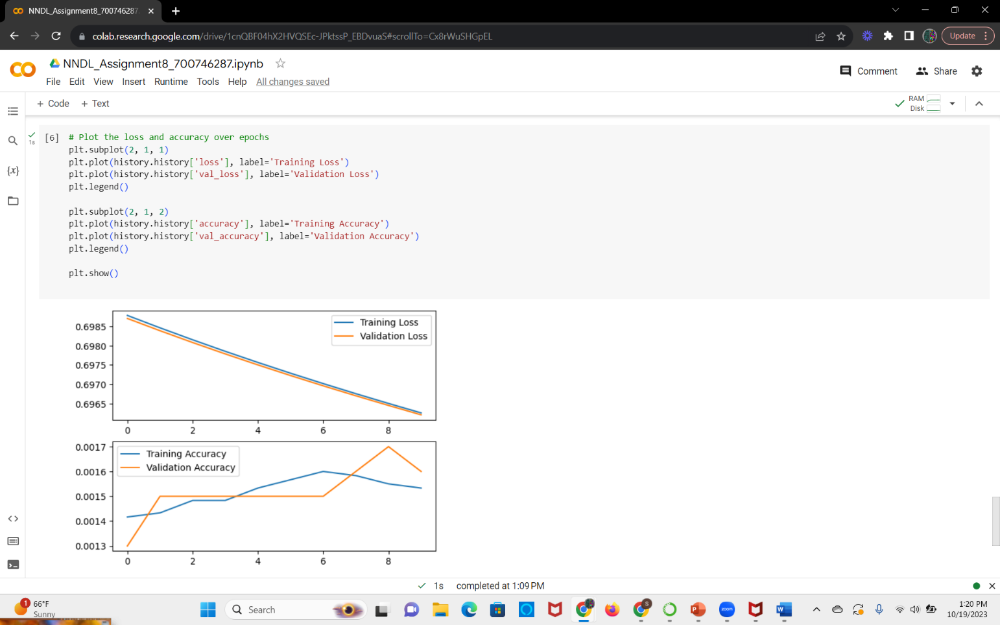 NNDL_Assignment8_700746287.
colab.research.google.com/drive/1cnQBF04hX2HVQSEc-JPktssP_EBDvuaS#scrollTo=Cx8rWuSHGpEL
Update
NNDL_Assignment8_700746287.ipynb
Comment
Share
File Edit View Insert Runtime Tools Help All changes saved
+ Code + Text
RAM
Disk
[6] # Plot the loss and accuracy over epochs
1s
plt.subplot(2, 1, 1)
plt.plot(history.history['loss'], label='Training Loss')
plt.plot(history.history['val_loss'], label='Validation Loss')
plt.legend()
plt.subplot(2, 1, 2)
plt.plot(history.history['accuracy'], label='Training Accuracy')
plt.plot(history.history['val_accuracy'], label='Validation Accuracy')
plt.legend()
plt.show()
Training Loss
Validation Loss
0.6985
0.6980
0.6975
0.6970
0.6965
0 2 4 6 8
Training Accuracy
Validation Accuracy
0.0017
0.0016
0.0015
0.0014
0.0013
0 2 4 6 8
1s completed at 1:09 PM
1
66°F
Sunny
Search
S
zoom
P
W
1:20 PM
10/19/2023